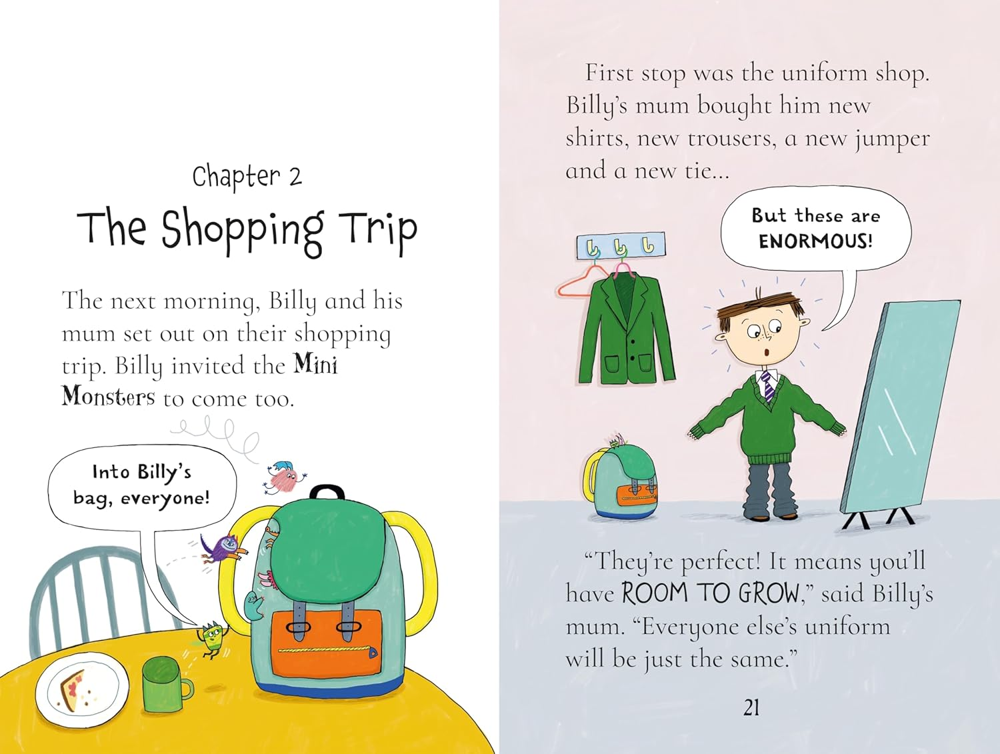 Chapter 2
The Shopping Trip
The next morning, Billy and his
mum set out on their shopping
trip. Billy invited the Mini
Monsters to come too.
Into Billy’s
bag, everyone!
First stop was the uniform shop.
Billy’s mum bought him new
shirts, new trousers, a new jumper
and a new tie...
But these are
ENORMOUS!
“They’re perfect! It means you’ll
have ROOM TO GROW,” said Billy’s
mum. “Everyone else’s uniform
will be just the same.”
21